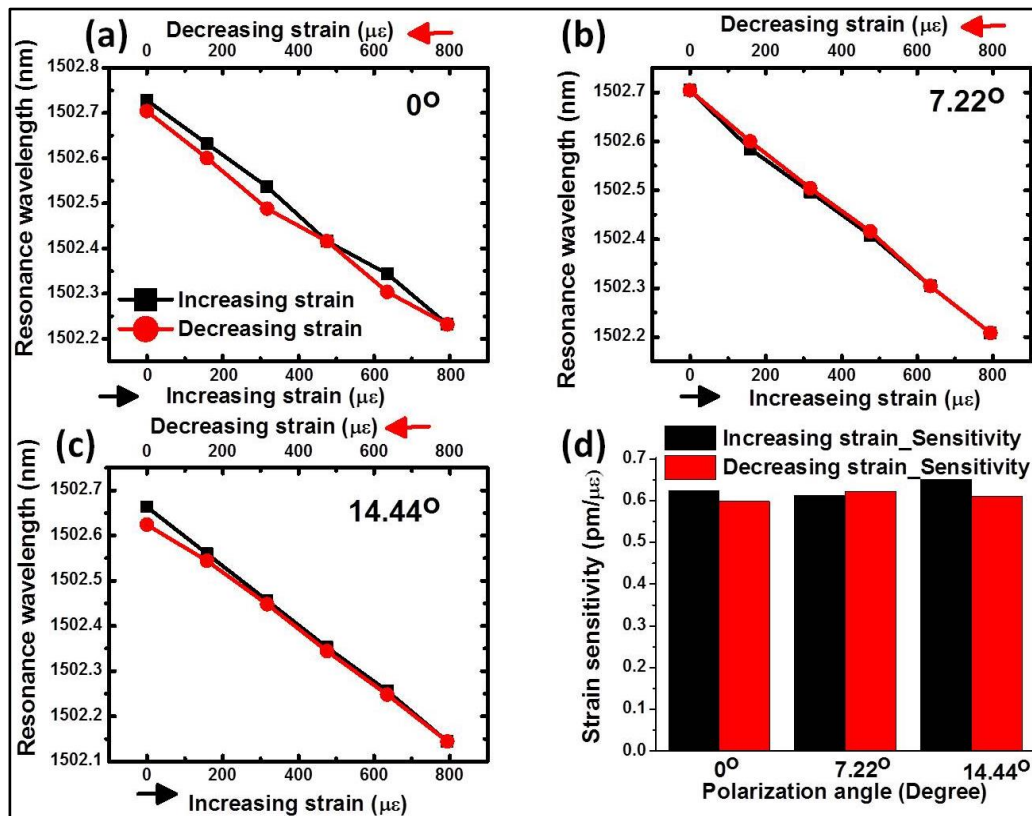 (a)
Decreasing strain (με)
0 200 400 600 800
Resonance wavelength (nm)
1502.8
1502.7
1502.6
1502.5
1502.4
1502.3
1502.2
0º
Increasing strain
Decreasing strain
0 200 400 600 800
Increasing strain (με)
(b)
Decreasing strain (με)
0 200 400 600 800
Resonance wavelength (nm)
1502.7
1502.6
1502.5
1502.4
1502.3
1502.2
7.22º
0 200 400 600 800
Increaseing strain (με)
(c)
Decreasing strain (με)
0 200 400 600 800
Resonance wavelength (nm)
1502.7
1502.6
1502.5
1502.4
1502.3
1502.2
1502.1
14.44º
0 200 400 600 800
Increasing strain (με)
(d)
Increasing strain_Sensitivity
Decreasing strain_Sensitivity
Strain sensitivity (pm/με)
0.7
0.6
0.5
0.4
0.3
0.2
0.1
0.0
0º 7.22º 14.44º
Polarization angle (Degree)